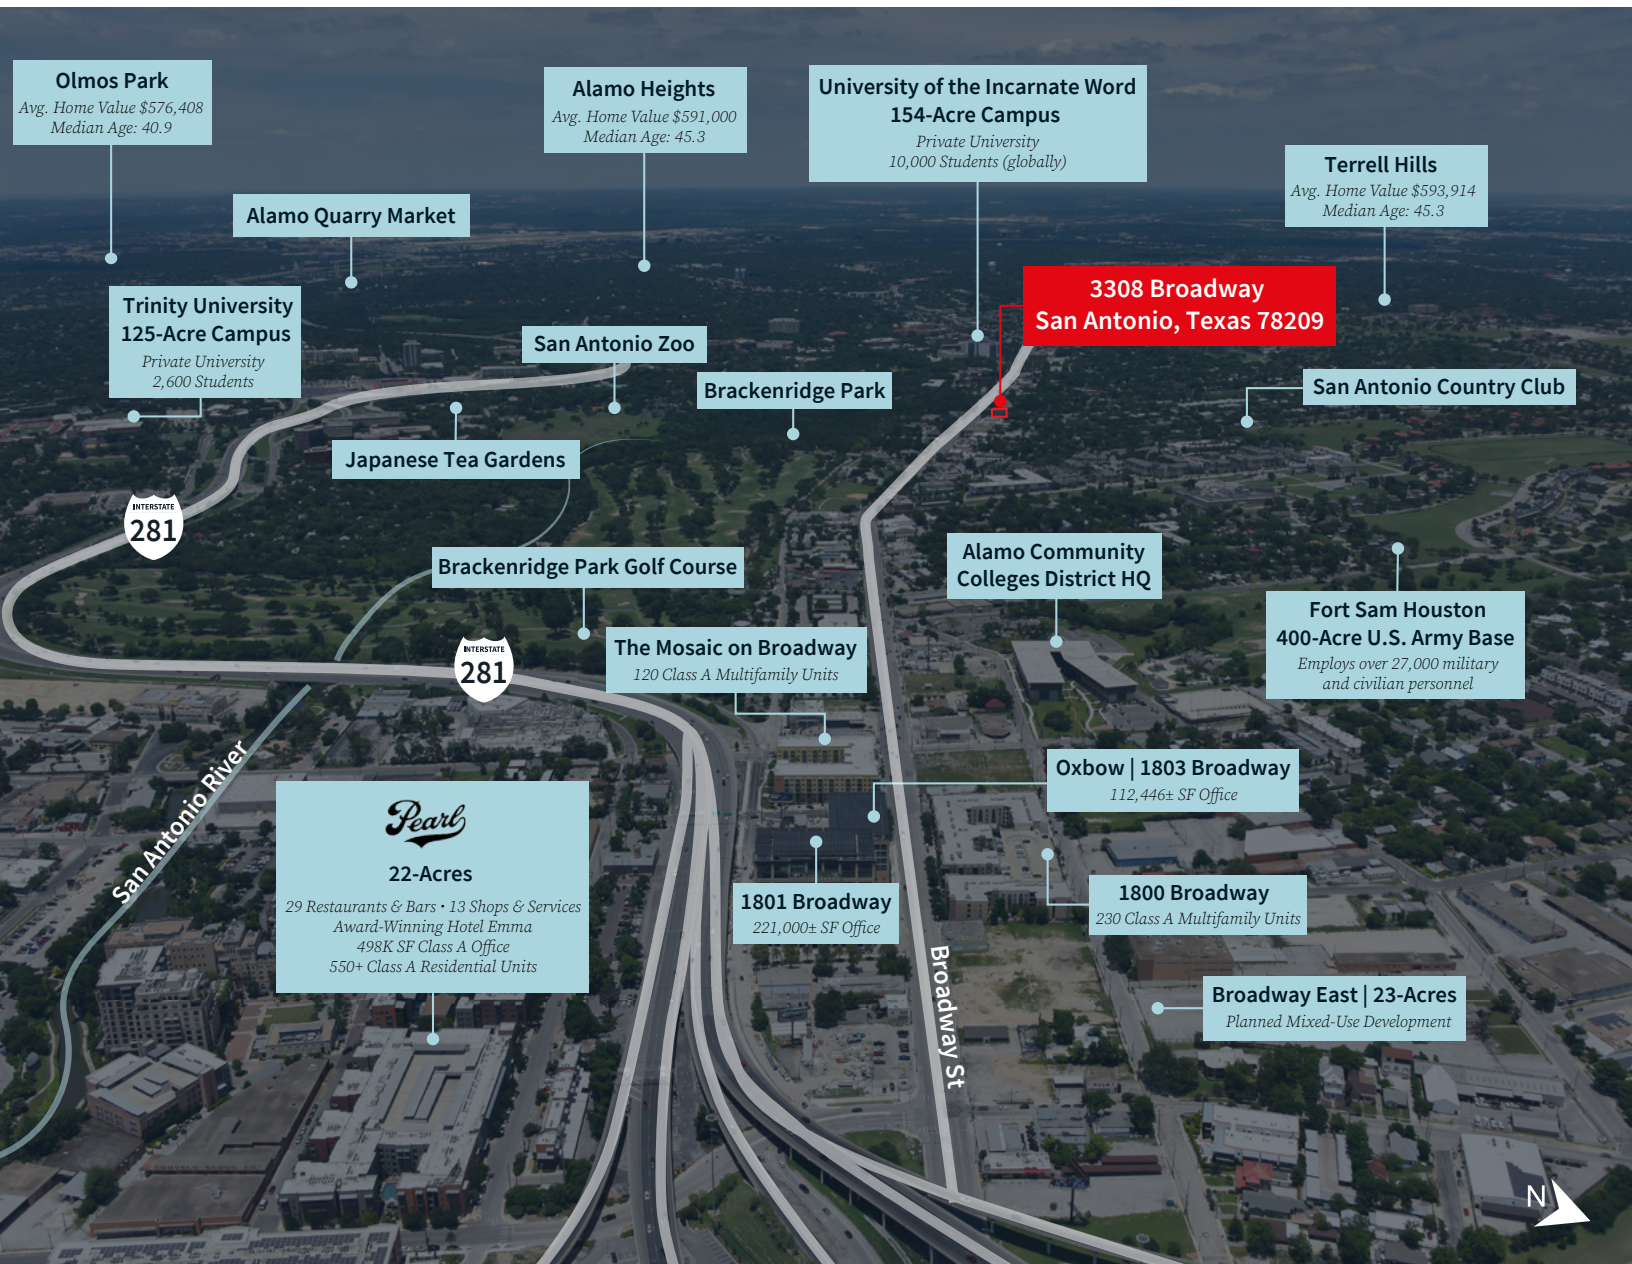 Olmos Park
Avg. Home Value $576,408
Median Age: 40.9
Alamo Heights
Avg. Home Value $591,000
Median Age: 45.3
University of the Incarnate Word
154-Acre Campus
Private University
10,000 Students (globally)
Terrell Hills
Avg. Home Value $593,914
Median Age: 45.3
Alamo Quarry Market
Trinity University
125-Acre Campus
Private University
2,600 Students
3308 Broadway
San Antonio, Texas 78209
San Antonio Zoo
Brackenridge Park
San Antonio Country Club
Japanese Tea Gardens
INTERSTATE
281
Brackenridge Park Golf Course
Alamo Community
Colleges District HQ
Fort Sam Houston
400-Acre U.S. Army Base
Employs over 27,000 military
and civilian personnel
The Mosaic on Broadway
120 Class A Multifamily Units
INTERSTATE
281
San Antonio River
Oxbow | 1803 Broadway
112,446± SF Office
Pearl
22-Acres
29 Restaurants & Bars • 13 Shops & Services
Award-Winning Hotel Emma
498K SF Class A Office
550+ Class A Residential Units
1801 Broadway
221,000± SF Office
1800 Broadway
230 Class A Multifamily Units
Broadway St
Broadway East | 23-Acres
Planned Mixed-Use Development
N